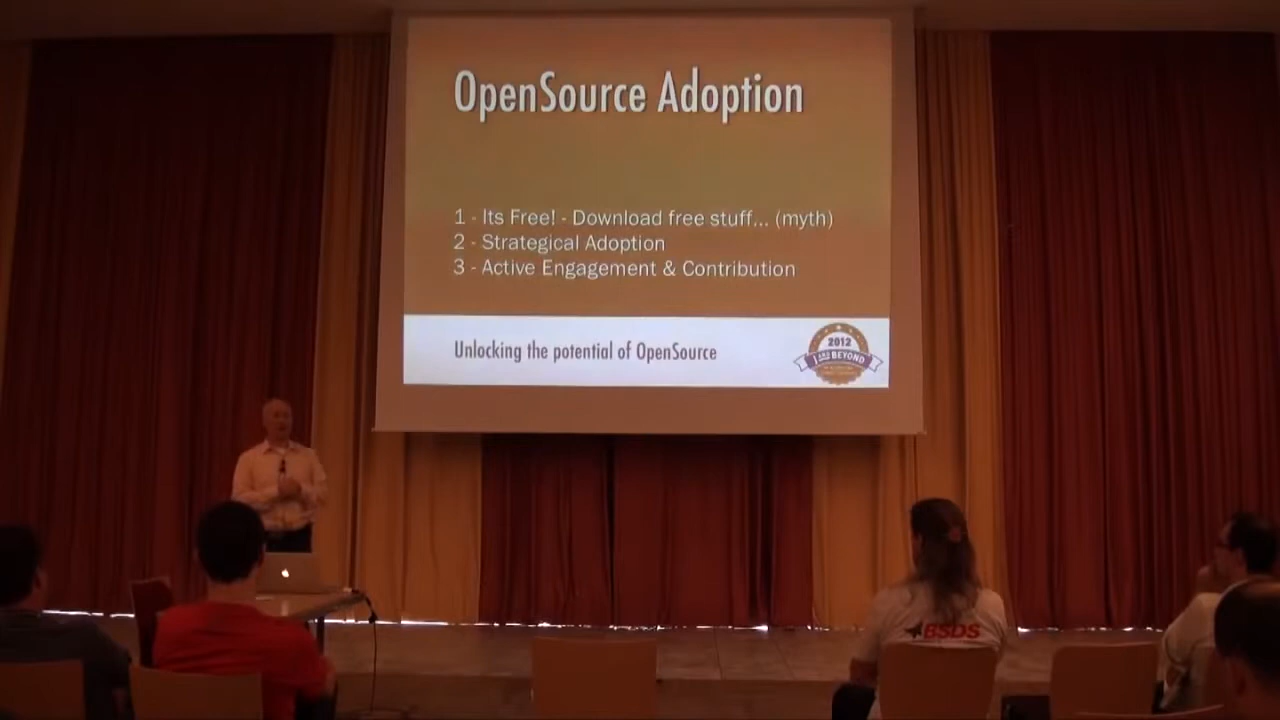 OpenSource Adoption
1 - Its Free! - Download free stuff... (myth)
2 - Strategical Adoption
3 - Active Engagement & Contribution
Unlocking the potential of OpenSource
2012
J AND BEYOND
BSDS